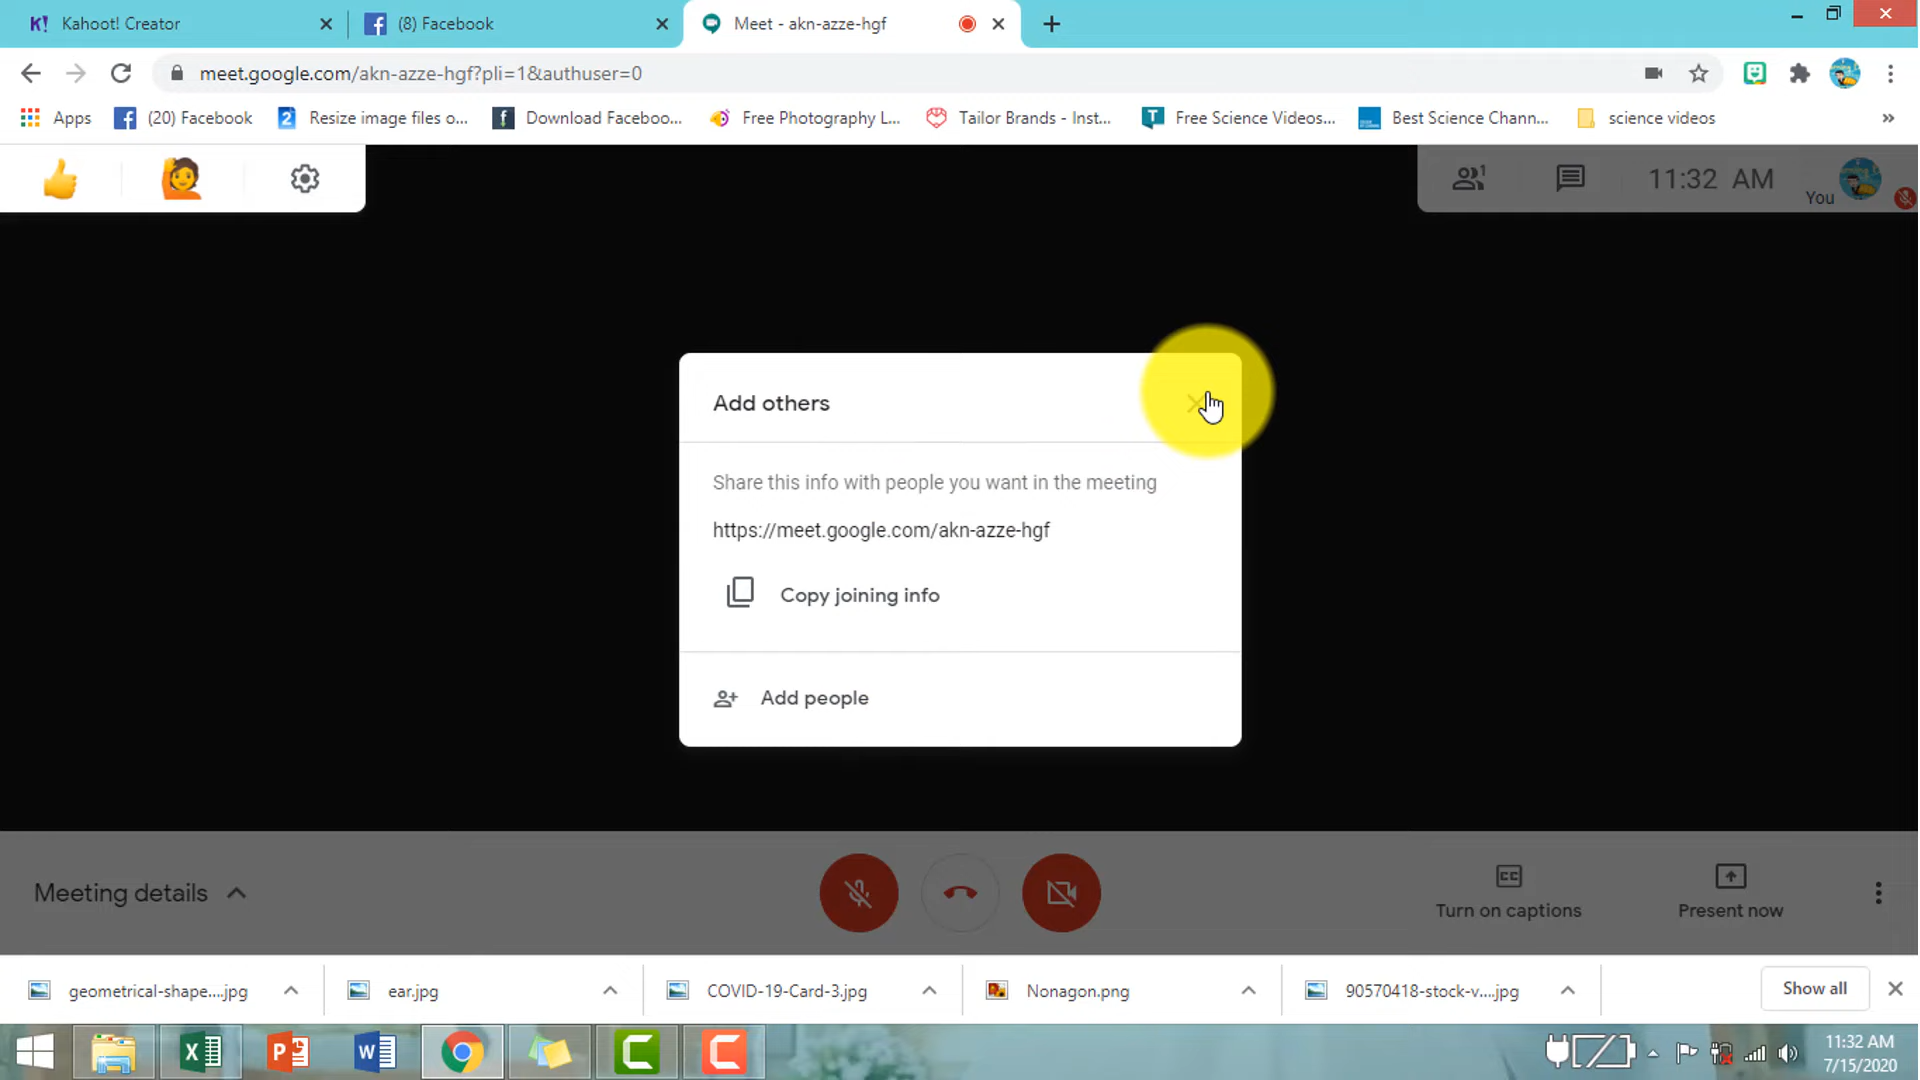 K! Kahoot! Creator
(8) Facebook
Meet - akn-azze-hgf
meet.google.com/akn-azze-hgf?pli=1&authuser=0
Apps
(20) Facebook
Resize image files o...
Download Faceboo...
Free Photography L...
Tailor Brands - Inst...
Free Science Videos...
Best Science Chann...
science videos
»
11:32 AM
You
Add others
Share this info with people you want in the meeting
https://meet.google.com/akn-azze-hgf
Copy joining info
Add people
Meeting details
Turn on captions
Present now
geometrical-shape....jpg
ear.jpg
COVID-19-Card-3.jpg
Nonagon.png
90570418-stock-v....jpg
Show all
11:32 AM
7/15/2020